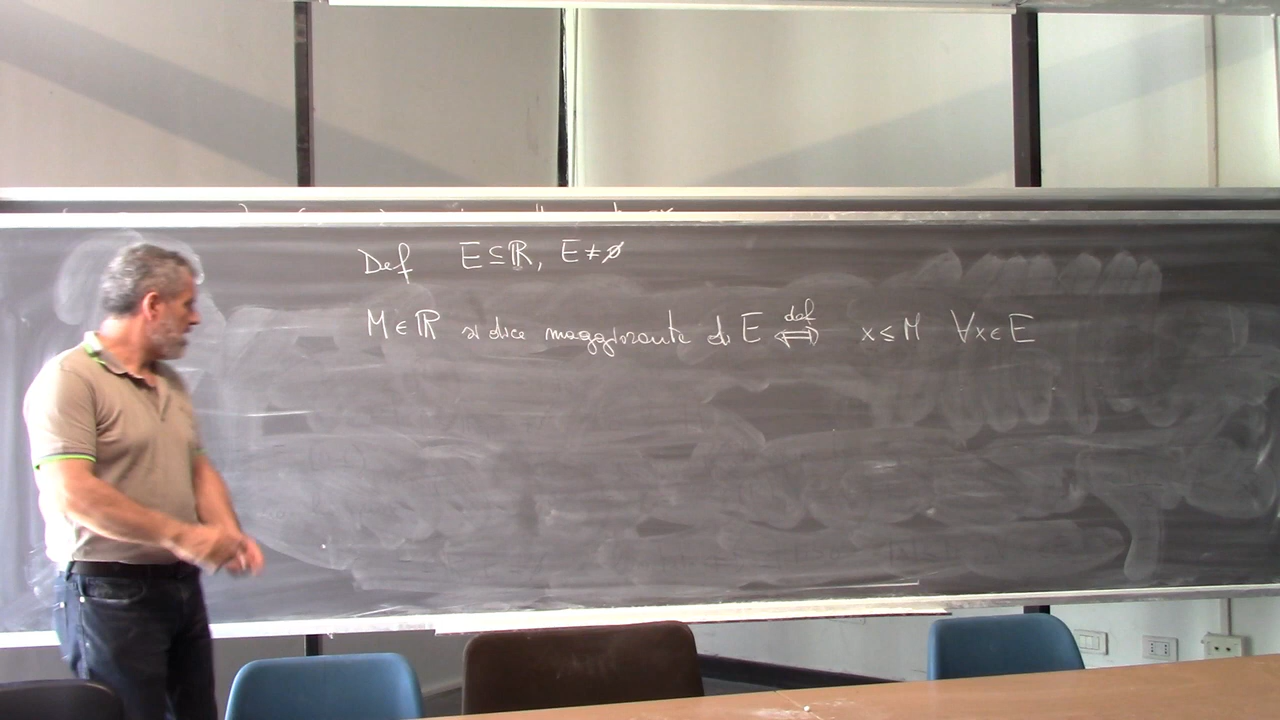 Def E ⊆ ℝ, E ≠ ∅
M ∈ ℝ si dice maggiorante di E ⇔ def x ≤ M ∀x ∈ E